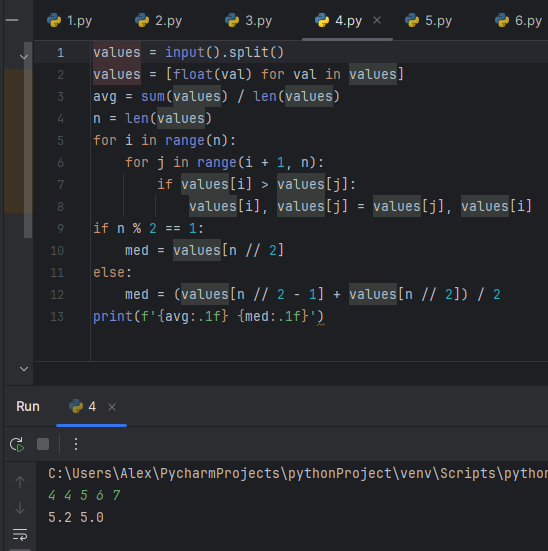 1.py 2.py 3.py 4.py 5.py 6.py
1 values = input().split()
2 values = [float(val) for val in values]
3 avg = sum(values) / len(values)
4 n = len(values)
5 for i in range(n):
6     for j in range(i + 1, n):
7         if values[i] > values[j]:
8             values[i], values[j] = values[j], values[i]
9 if n % 2 == 1:
10     med = values[n // 2]
11 else:
12     med = (values[n // 2 - 1] + values[n // 2]) / 2
13 print(f'{avg:.1f} {med:.1f}')
Run 4
C:\Users\Alex\PycharmProjects\pythonProject\venv\Scripts\python
4 4 5 6 7
5.2 5.0